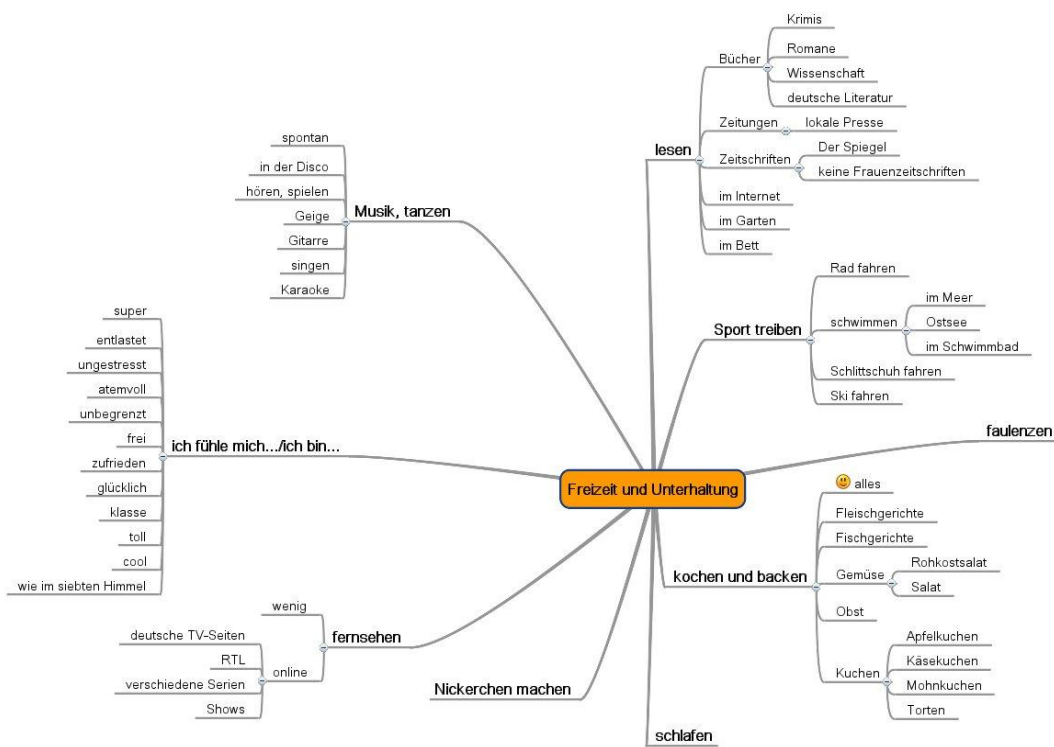 Freizeit und Unterhaltung
lesen
Bücher
Krimis
Romane
Wissenschaft
deutsche Literatur
Zeitungen
lokale Presse
Zeitschriften
Der Spiegel
keine Frauenzeitschriften
im Internet
im Garten
im Bett
Sport treiben
Rad fahren
schwimmen
im Meer
Ostsee
im Schwimmbad
Schlittschuh fahren
Ski fahren
faulenzen
kochen und backen
alles
Fleischgerichte
Fischgerichte
Gemüse
Rohkostsalat
Salat
Obst
Kuchen
Apfelkuchen
Käsekuchen
Mohnkuchen
Torten
schlafen
Nickerchen machen
fernsehen
wenig
online
deutsche TV-Seiten
RTL
verschiedene Serien
Shows
ich fühle mich.../ich bin...
super
entlastet
ungestresst
atemvoll
unbegrenzt
frei
zufrieden
glücklich
klasse
toll
cool
wie im siebten Himmel
Musik, tanzen
spontan
in der Disco
hören, spielen
Geige
Gitarre
singen
Karaoke